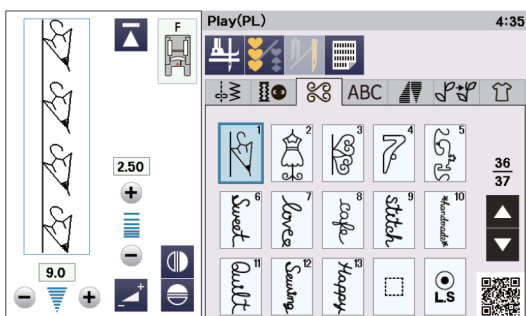 F
2.50
9.0
Play(PL) 4:35
ABC
1 2 3 4 5
36
37
Sweet 6 love 7 cafe 8 stitch 9 *handmade* 10
Quilt 11 Sewing 12 Happy 13 L.S